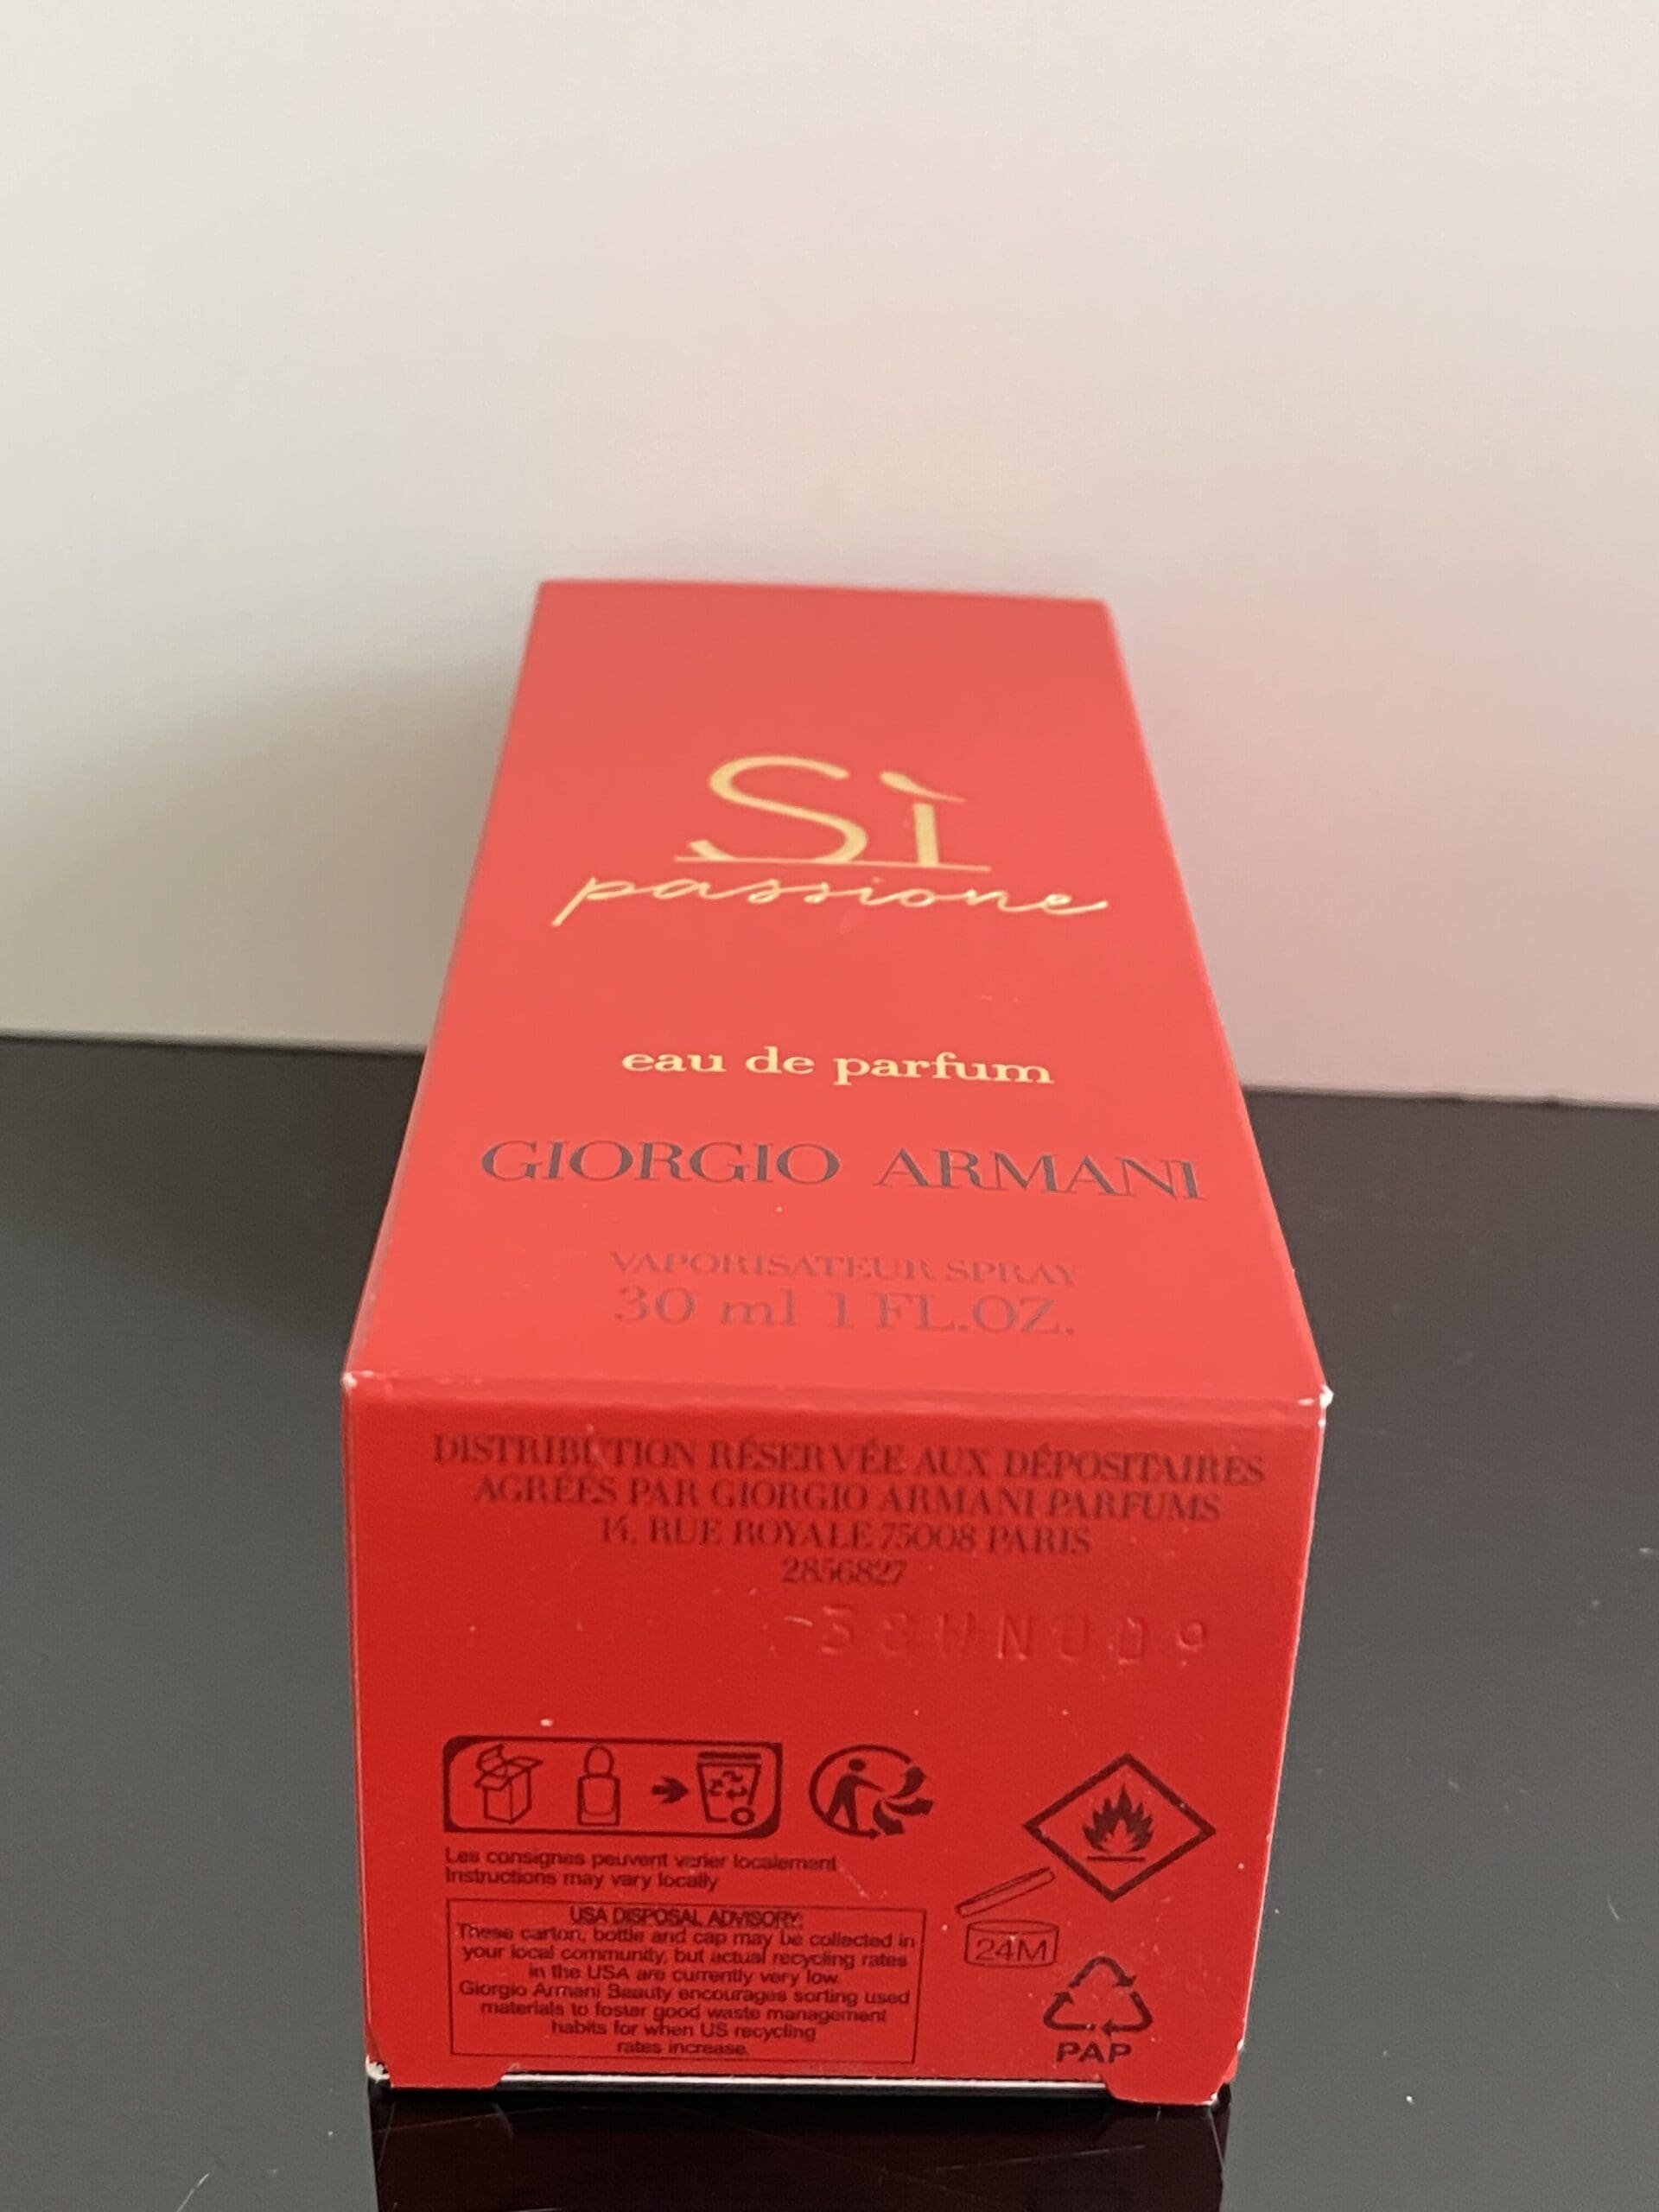 Sì
passione
eau de parfum
GIORGIO ARMANI
VAPORISATEUR SPRAY
30 ml 1 FL.OZ.
DISTRIBUTION RÉSERVÉE AUX DÉPOSITAIRES
AGRÉÉS PAR GIORGIO ARMANI PARFUMS
14, RUE ROYALE 75008 PARIS
2856827
Les consignes peuvent varier localement
Instructions may vary locally
USA DISPOSAL ADVISORY:
These carton, bottle and cap may be collected in
your local community, but actual recycling rates
in the USA are currently very low.
Giorgio Armani Beauty encourages sorting used
materials to foster good waste management
habits for when US recycling
rates increase.
24M
PAP